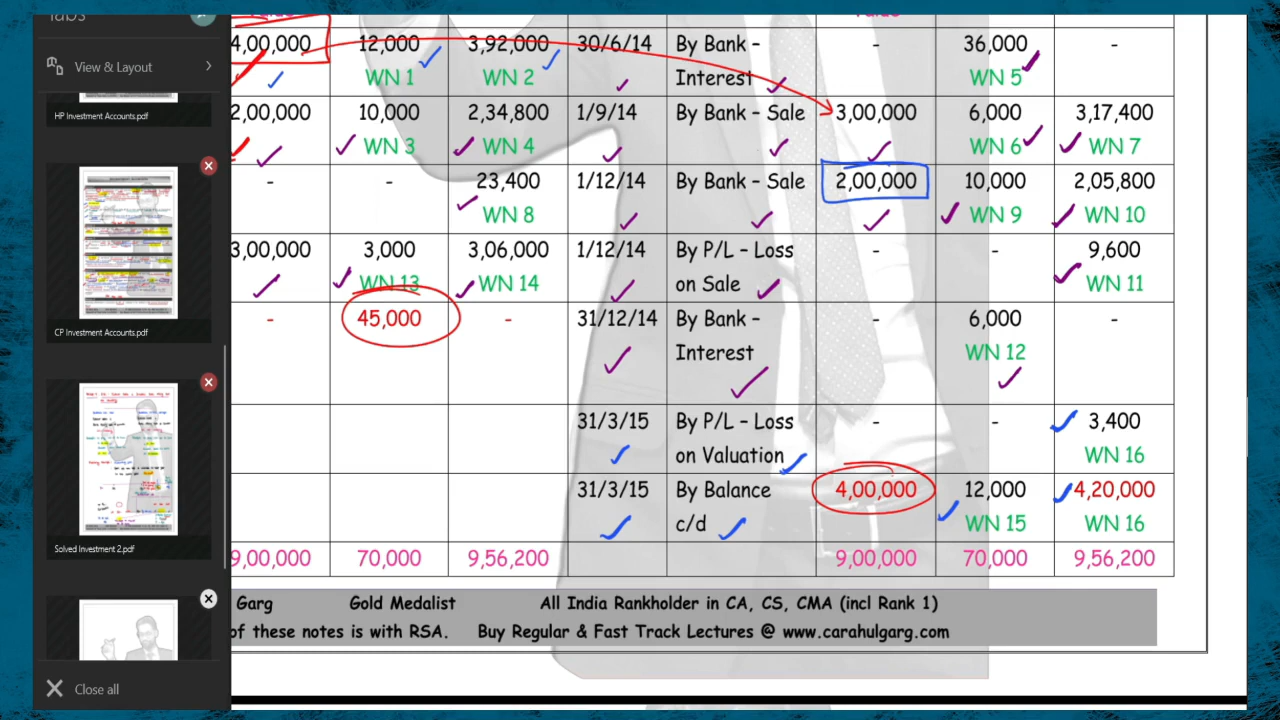 Tabs
View & Layout
HP Investment Accounts.pdf
CP Investment Accounts.pdf
Solved Investment 2.pdf
Close all
4,00,000 12,000 3,92,000 30/6/14 By Bank – - 36,000 -
WN 1 WN 2 Interest WN 5
2,00,000 10,000 2,34,800 1/9/14 By Bank – Sale 3,00,000 6,000 3,17,400
WN 3 WN 4 WN 6 WN 7
- - 23,400 1/12/14 By Bank – Sale 2,00,000 10,000 2,05,800
WN 8 WN 9 WN 10
3,00,000 3,000 3,06,000 1/12/14 By P/L – Loss - - 9,600
WN 13 WN 14 on Sale WN 11
- 45,000 - 31/12/14 By Bank – - 6,000 -
Interest WN 12
31/3/15 By P/L – Loss - - 3,400
on Valuation WN 16
31/3/15 By Balance 4,00,000 12,000 4,20,000
c/d WN 15 WN 16
9,00,000 70,000 9,56,200 9,00,000 70,000 9,56,200
Garg Gold Medalist All India Rankholder in CA, CS, CMA (incl Rank 1)
of these notes is with RSA. Buy Regular & Fast Track Lectures @ www.carahulgarg.com